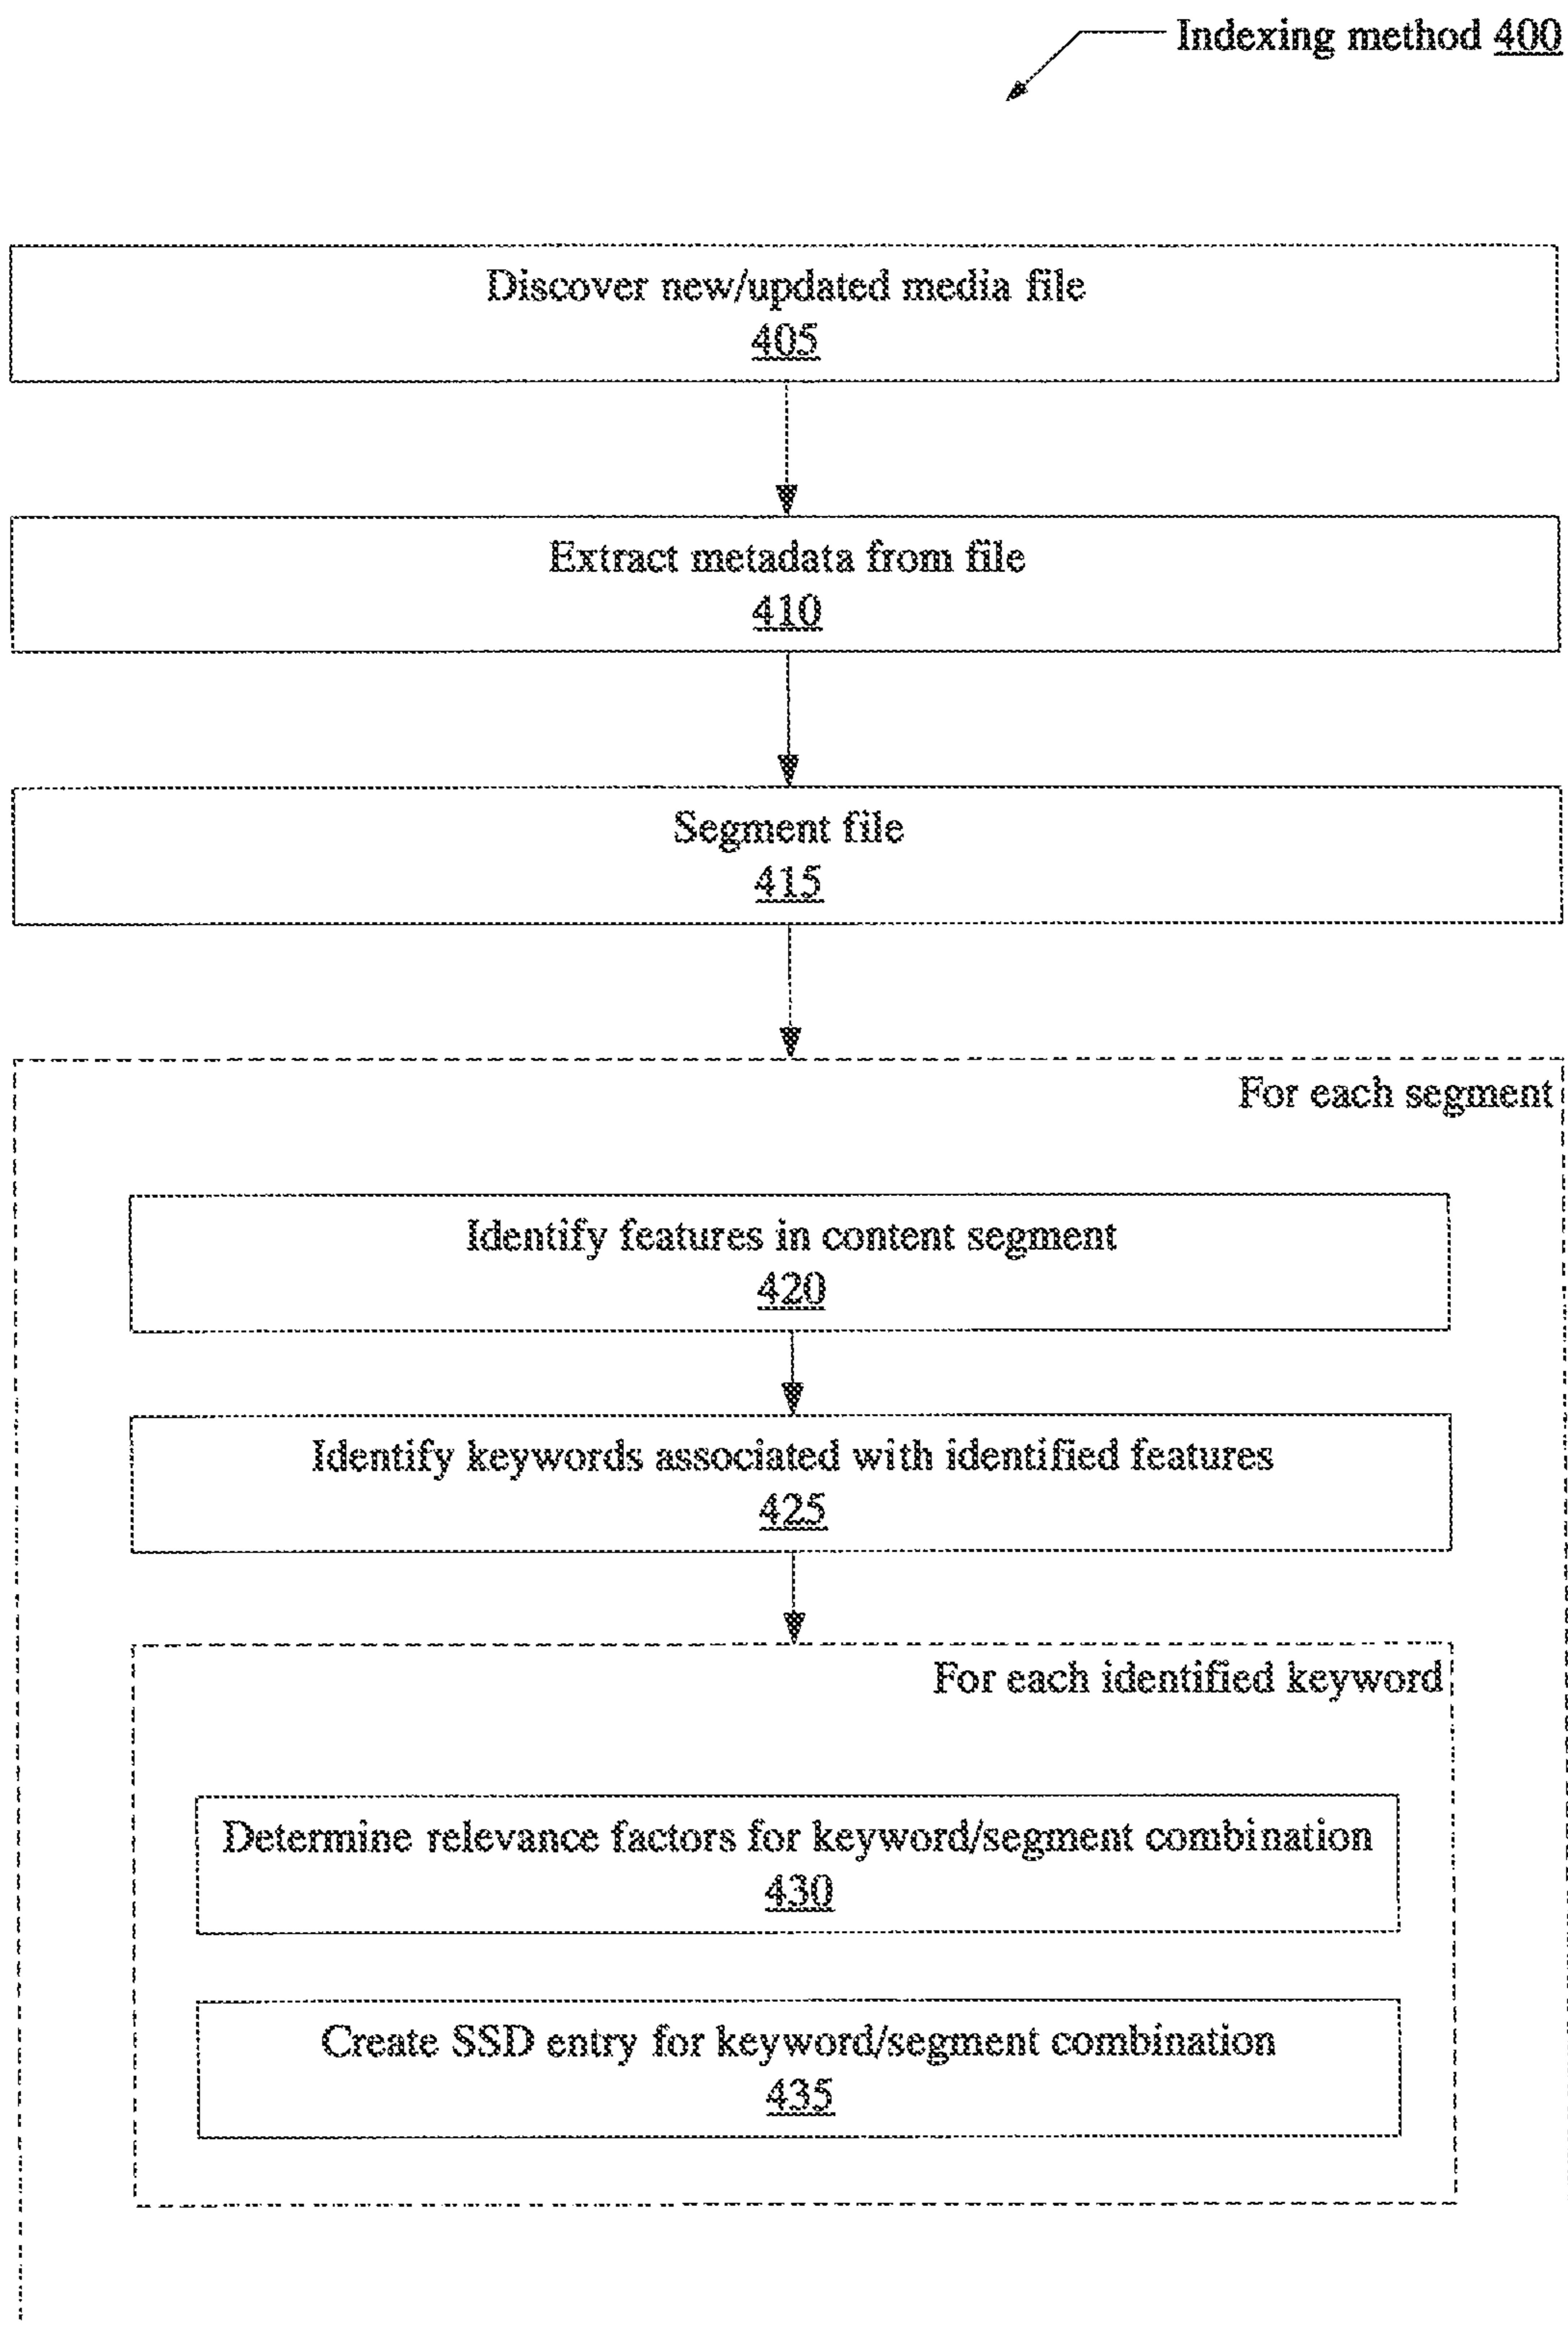 Indexing method 400
Discover new/updated media file
405
Extract metadata from file
410
Segment file
415
For each segment
Identify features in content segment
420
Identify keywords associated with identified features
425
For each identified keyword
Determine relevance factors for keyword/segment combination
430
Create SSD entry for keyword/segment combination
435